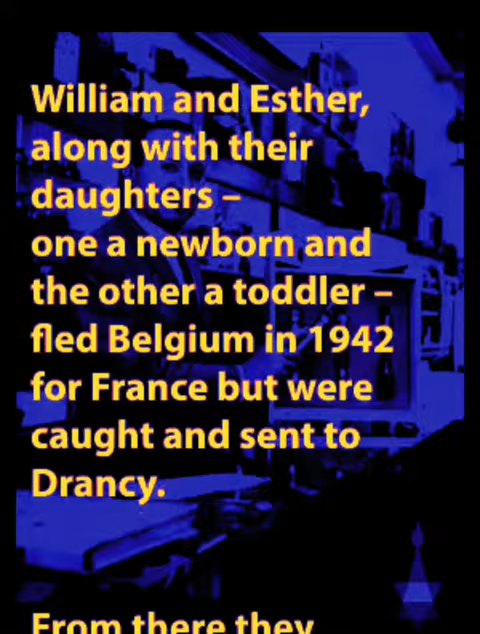 William and Esther,
along with their
daughters –
one a newborn and
the other a toddler –
fled Belgium in 1942
for France but were
caught and sent to
Drancy.
From there they